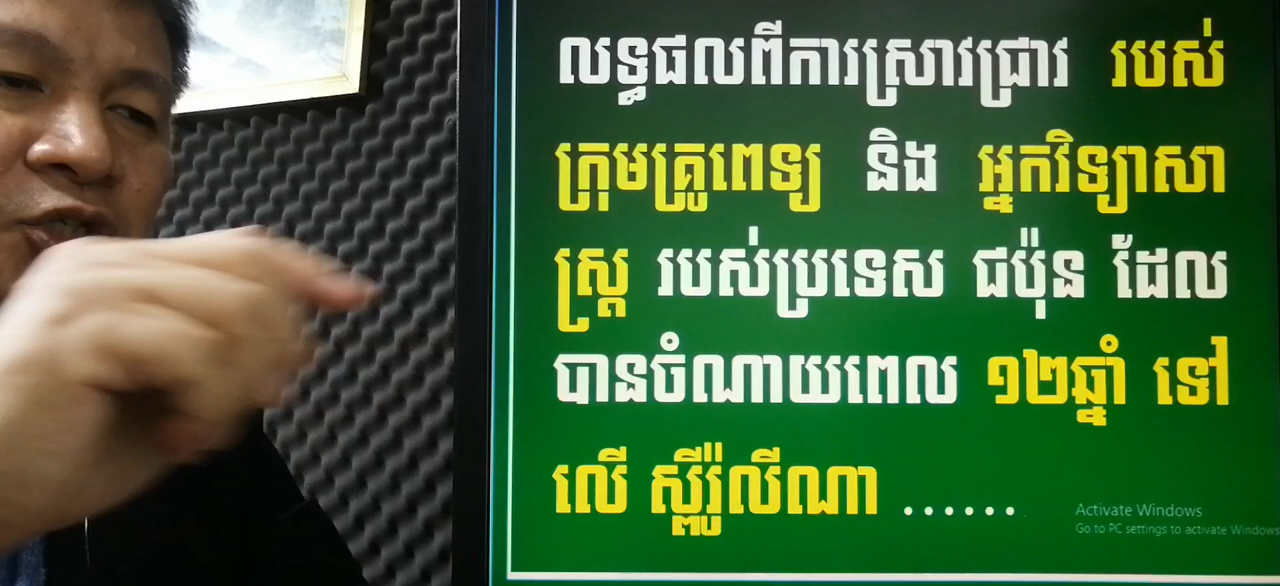 លទ្ធផលពីការស្រាវជ្រាវ របស់
ក្រុមគ្រូពេទ្យ និង អ្នកវិទ្យាសា
ស្ត្រ របស់ប្រទេស ជប៉ុន ដែល
បានចំណាយពេល ១២ឆ្នាំ ទៅ
លើ ស្ពីរ៉ូលីណា ......
Activate Windows
Go to PC settings to activate Windows